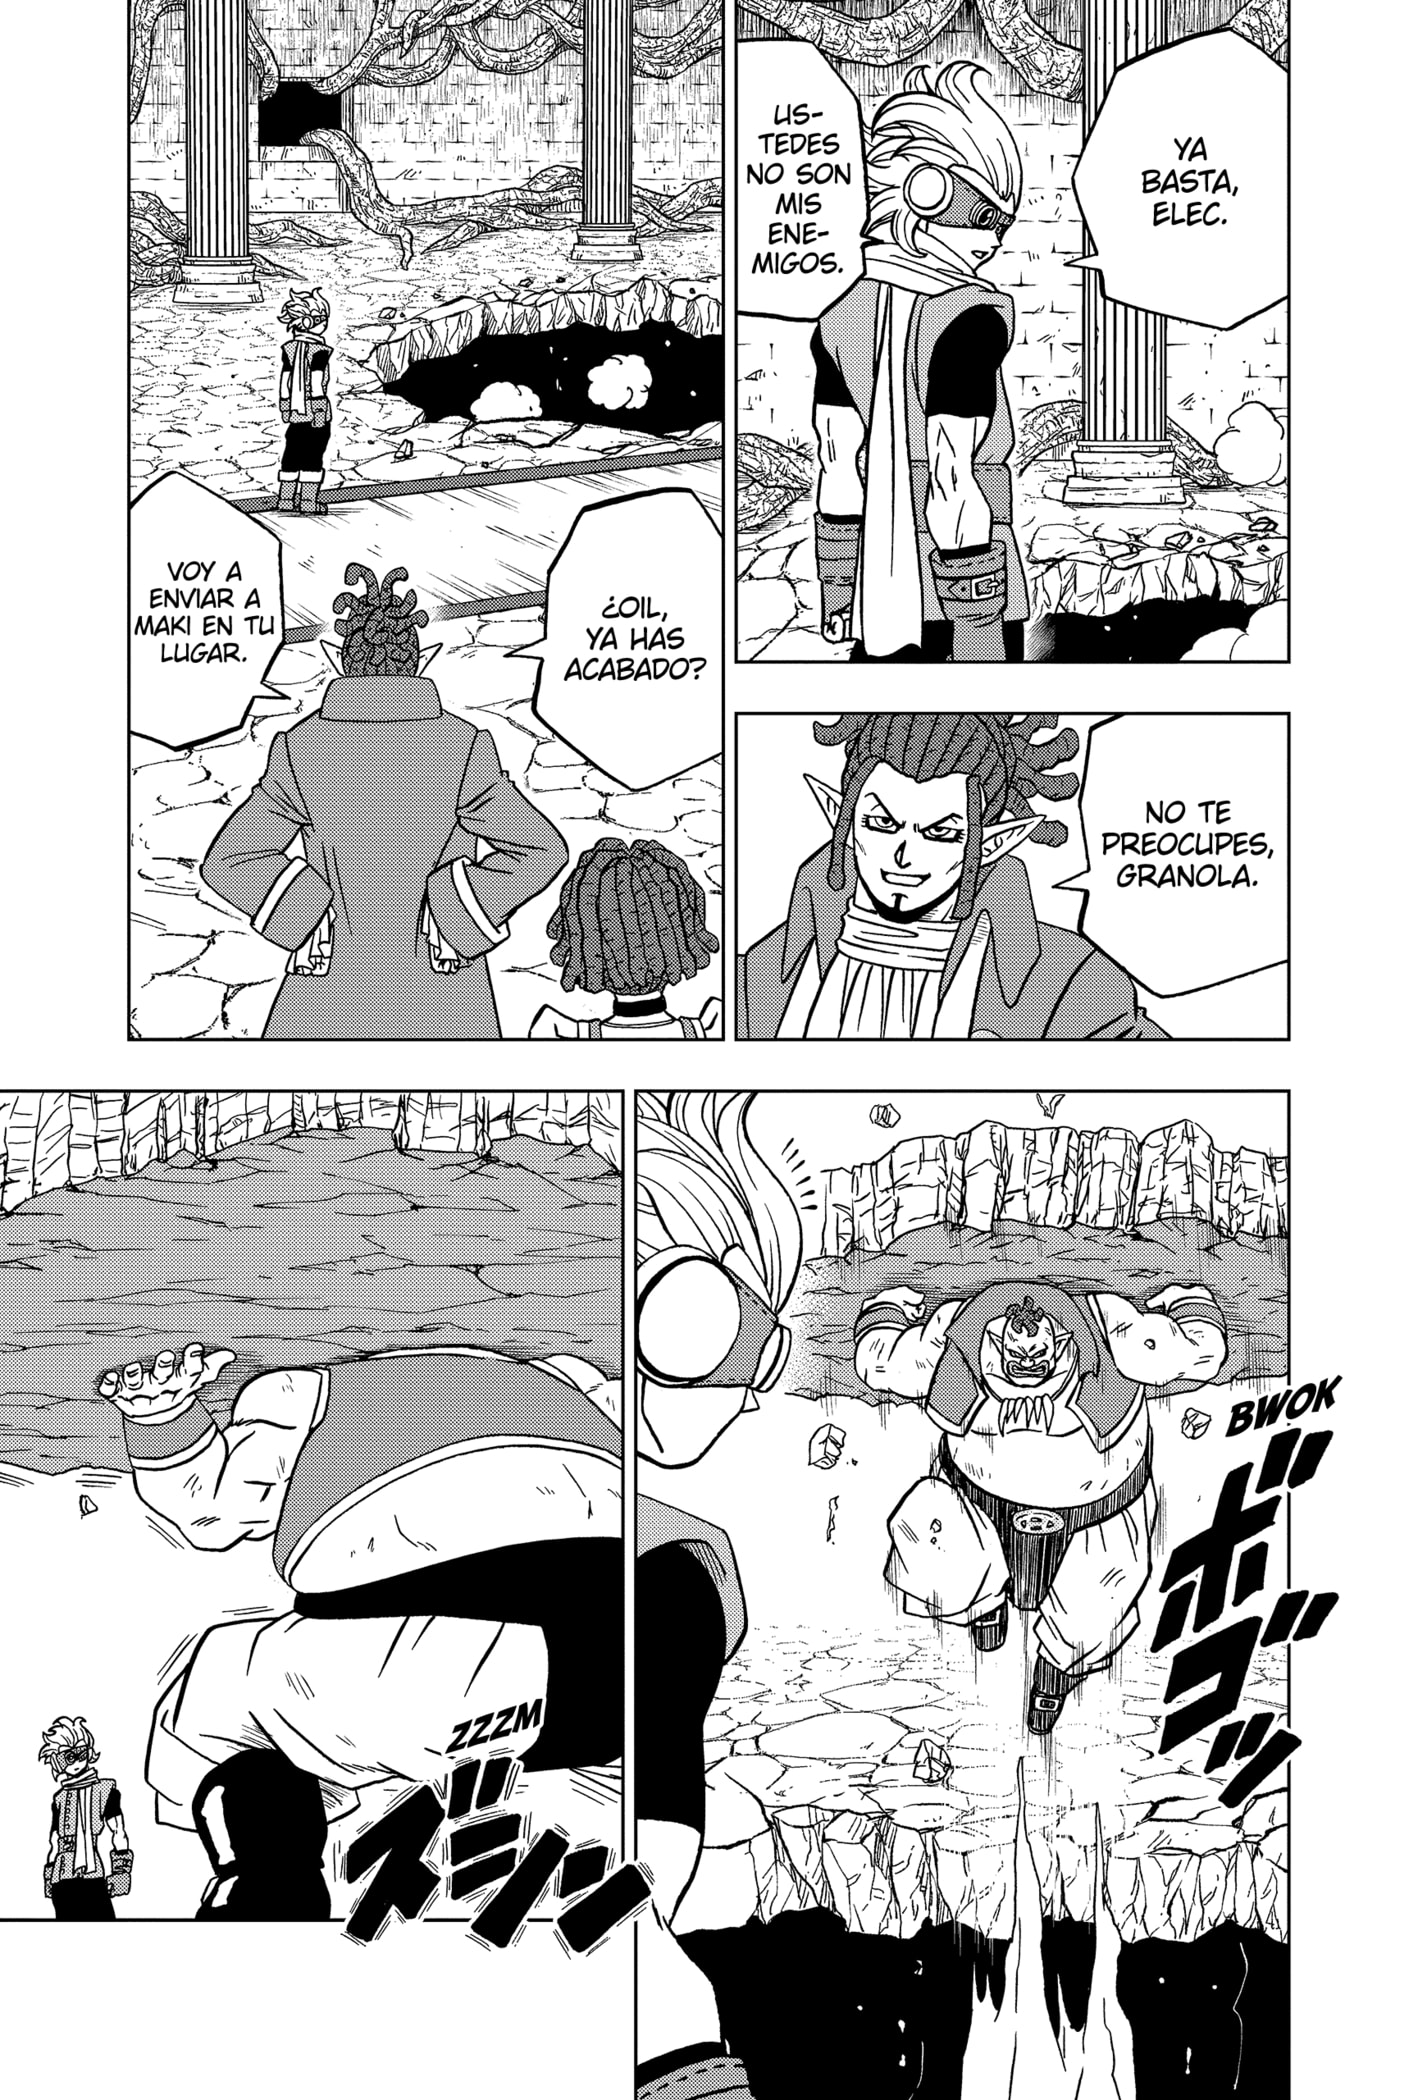 YA
BASTA,
ELEC.
US-
TEDES
NO SON
MIS
ENE-
MIGOS.
¿OIL,
YA HAS
ACABADO?
VOY A
ENVIAR A
MAKI EN TU
LUGAR.
NO TE
PREOCUPES,
GRANOLA.
BWOK
ボゴッ
ZZZM
ズシン